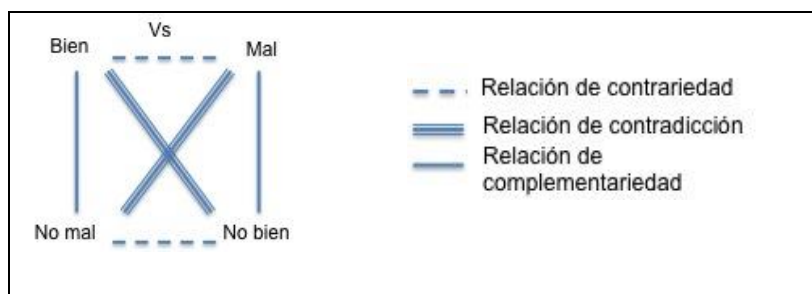 Vs
Bien
Mal
No mal
No bien
Relación de contrariedad
Relación de contradicción
Relación de
complementariedad